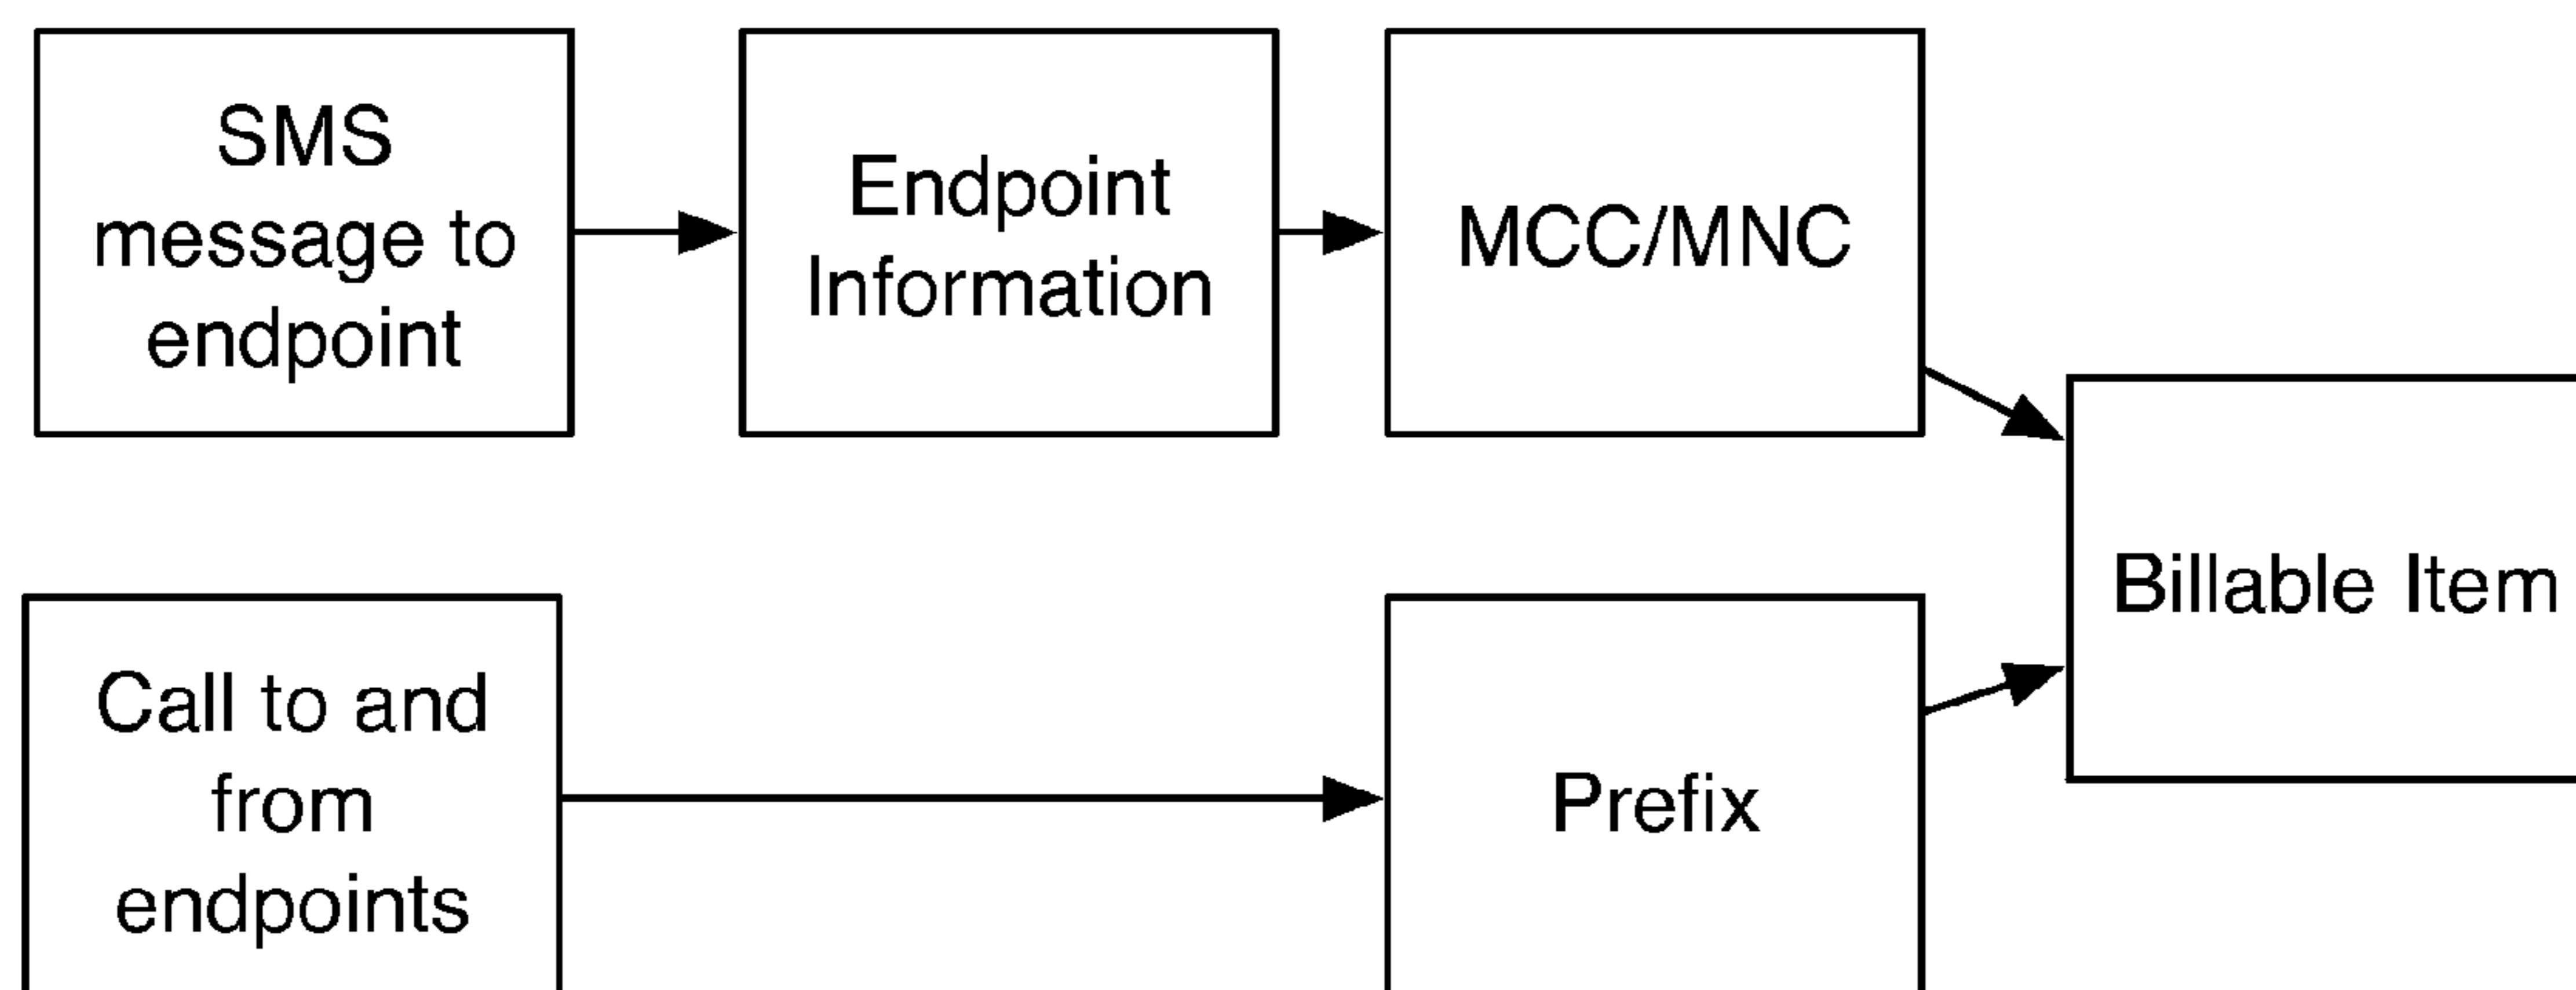 SMS
message to
endpoint
Endpoint
Information
MCC/MNC
Billable Item
Call to and
from
endpoints
Prefix